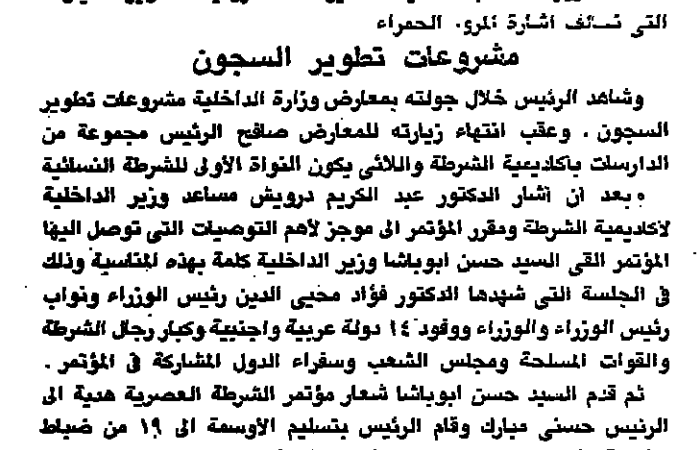 التى تستأنف اشارة المرور الحمراء
مشروعات تطوير السجون
وشاهد الرئيس خلال جولته بمعارض وزارة الداخلية مشروعات تطوير
السجون . وعقب انتهاء زيارته للمعارض صافح الرئيس مجموعة من
الدارسات باكاديمية الشرطة واللائى يكون النواة الأولى للشرطة النسائية
وبعد ان أشار الدكتور عبد الكريم درويش مساعد وزير الداخلية
لاكاديمية الشرطة ومقرر المؤتمر الى موجز لأهم التوصيات التى توصل اليها
المؤتمر القى السيد حسن ابوباشا وزير الداخلية كلمة بهذه المناسبة وذلك
فى الجلسة التى شهدها الدكتور فؤاد محيى الدين رئيس الوزراء ونواب
رئيس الوزراء والوزراء ووفود ١٤ دولة عربية واجنبية وكبار رجال الشرطة
والقوات المسلحة ومجلس الشعب وسفراء الدول المشاركة فى المؤتمر .
ثم قدم السيد حسن ابوباشا شعار مؤتمر الشرطة العصرية هدية الى
الرئيس حسنى مبارك وقام الرئيس بتسليم الأوسمة الى ١٩ من ضباط